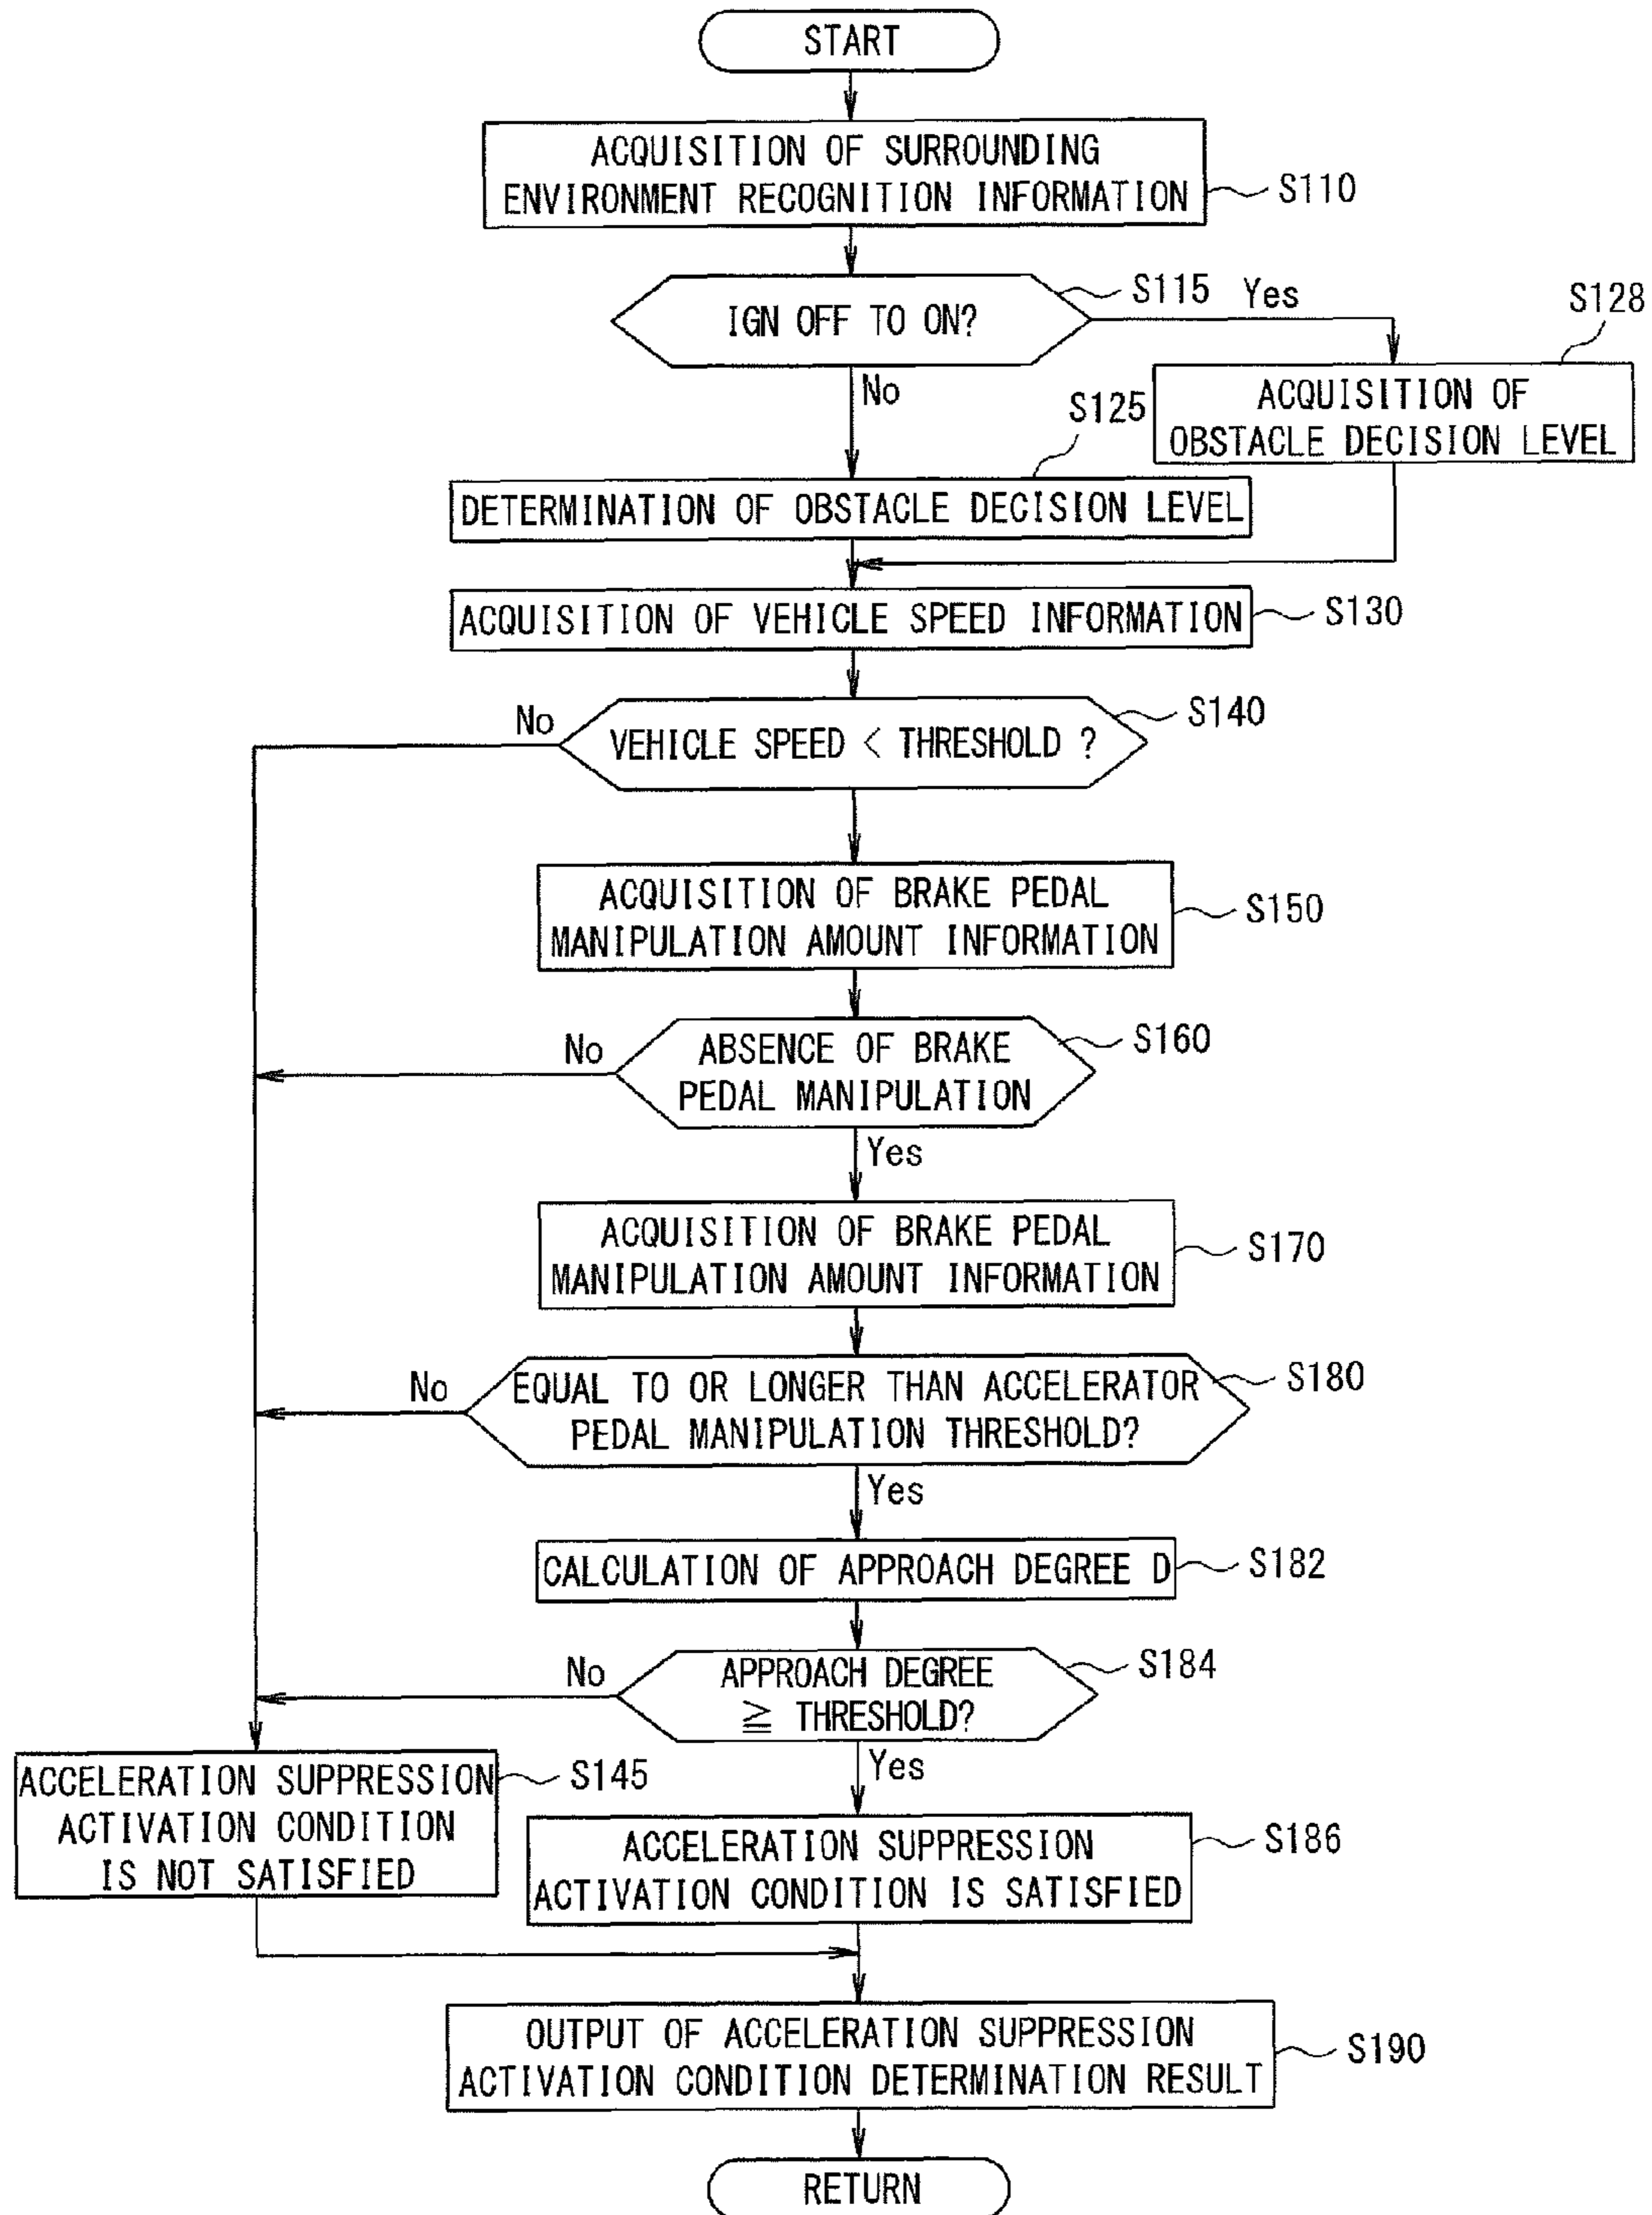 START
ACQUISITION OF SURROUNDING
ENVIRONMENT RECOGNITION INFORMATION
S110
IGN OFF TO ON?
S115
Yes
No
S128
ACQUISITION OF
OBSTACLE DECISION LEVEL
S125
DETERMINATION OF OBSTACLE DECISION LEVEL
ACQUISITION OF VEHICLE SPEED INFORMATION
S130
VEHICLE SPEED < THRESHOLD ?
S140
No
ACQUISITION OF BRAKE PEDAL
MANIPULATION AMOUNT INFORMATION
S150
ABSENCE OF BRAKE
PEDAL MANIPULATION
S160
No
Yes
ACQUISITION OF BRAKE PEDAL
MANIPULATION AMOUNT INFORMATION
S170
EQUAL TO OR LONGER THAN ACCELERATOR
PEDAL MANIPULATION THRESHOLD?
S180
No
Yes
CALCULATION OF APPROACH DEGREE D
S182
APPROACH DEGREE
≧ THRESHOLD?
S184
No
Yes
ACCELERATION SUPPRESSION
ACTIVATION CONDITION
IS NOT SATISFIED
S145
ACCELERATION SUPPRESSION
ACTIVATION CONDITION IS SATISFIED
S186
OUTPUT OF ACCELERATION SUPPRESSION
ACTIVATION CONDITION DETERMINATION RESULT
S190
RETURN